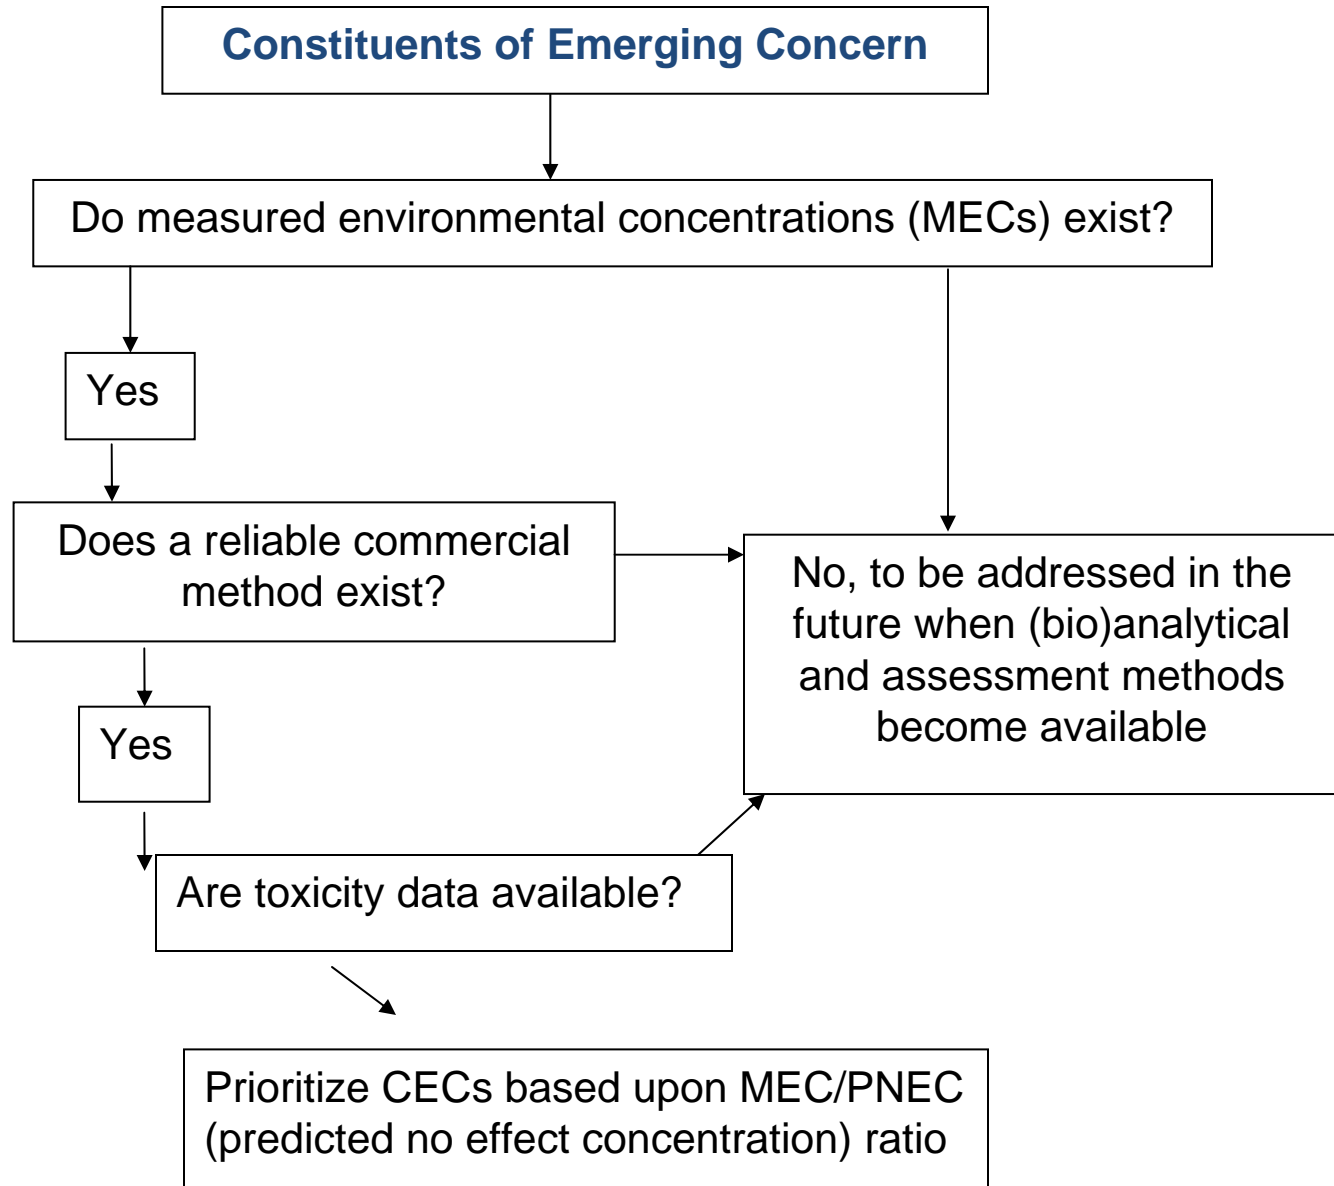 Constituents of Emerging Concern
Do measured environmental concentrations (MECs) exist?
Yes
Does a reliable commercial
method exist?
No, to be addressed in the
future when (bio)analytical
and assessment methods
become available
Yes
Are toxicity data available?
Prioritize CECs based upon MEC/PNEC
(predicted no effect concentration) ratio